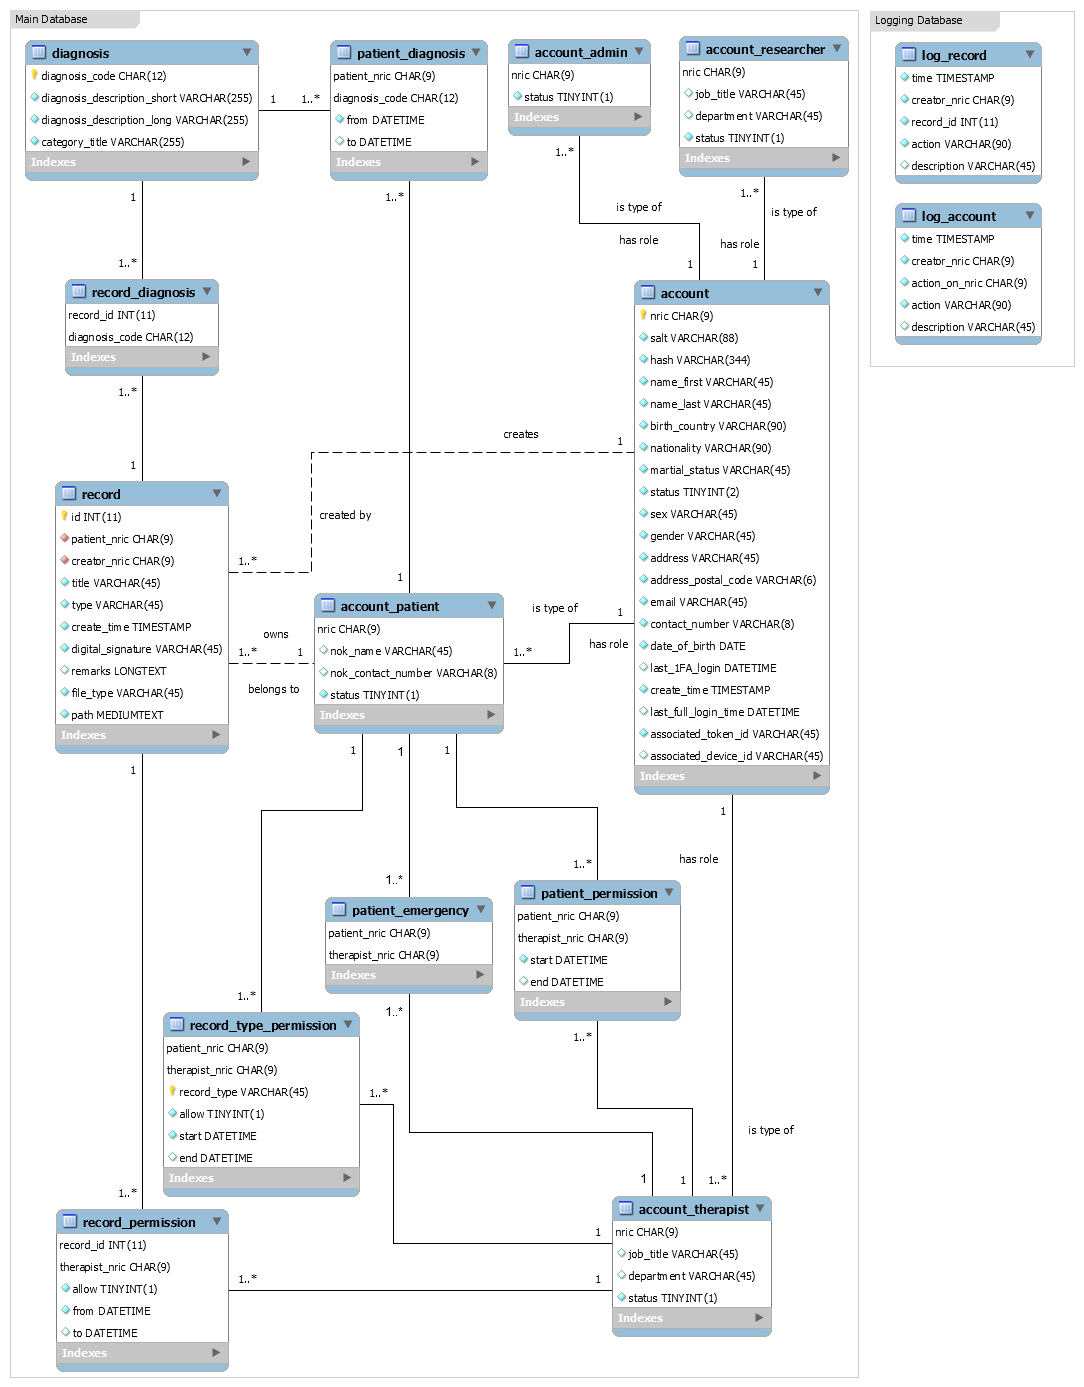 Main Database
diagnosis
diagnosis_code CHAR(12)
diagnosis_description_short VARCHAR(255)
diagnosis_description_long VARCHAR(255)
category_title VARCHAR(255)
Indexes
1
1..*
patient_diagnosis
patient_nric CHAR(9)
diagnosis_code CHAR(12)
from DATETIME
to DATETIME
Indexes
account_admin
nric CHAR(9)
status TINYINT(1)
Indexes
account_researcher
nric CHAR(9)
job_title VARCHAR(45)
department VARCHAR(45)
status TINYINT(1)
Indexes
1..*
is type of
has role
1
1..*
is type of
has role
1
1
1..*
record_diagnosis
record_id INT(11)
diagnosis_code CHAR(12)
Indexes
1..*
1
1..*
1
account
nric CHAR(9)
salt VARCHAR(88)
hash VARCHAR(344)
name_first VARCHAR(45)
name_last VARCHAR(45)
birth_country VARCHAR(90)
nationality VARCHAR(90)
martial_status VARCHAR(45)
status TINYINT(2)
sex VARCHAR(45)
gender VARCHAR(45)
address VARCHAR(45)
address_postal_code VARCHAR(6)
email VARCHAR(45)
contact_number VARCHAR(8)
date_of_birth DATE
last_1FA_login DATETIME
create_time TIMESTAMP
last_full_login_time DATETIME
associated_token_id VARCHAR(45)
associated_device_id VARCHAR(45)
Indexes
creates
1
created by
1..*
record
id INT(11)
patient_nric CHAR(9)
creator_nric CHAR(9)
title VARCHAR(45)
type VARCHAR(45)
create_time TIMESTAMP
digital_signature VARCHAR(45)
remarks LONGTEXT
file_type VARCHAR(45)
path MEDIUMTEXT
Indexes
owns
1..*
1
belongs to
account_patient
nric CHAR(9)
nok_name VARCHAR(45)
nok_contact_number VARCHAR(8)
status TINYINT(1)
Indexes
is type of
1
has role
1..*
1
1
1
1
1
has role
is type of
1..*
1..*
patient_emergency
patient_nric CHAR(9)
therapist_nric CHAR(9)
Indexes
1..*
1
1..*
patient_permission
patient_nric CHAR(9)
therapist_nric CHAR(9)
start DATETIME
end DATETIME
Indexes
1..*
1
1..*
record_type_permission
patient_nric CHAR(9)
therapist_nric CHAR(9)
record_type VARCHAR(45)
allow TINYINT(1)
start DATETIME
end DATETIME
Indexes
1..*
1
1..*
record_permission
record_id INT(11)
therapist_nric CHAR(9)
allow TINYINT(1)
from DATETIME
to DATETIME
Indexes
1..*
1
account_therapist
nric CHAR(9)
job_title VARCHAR(45)
department VARCHAR(45)
status TINYINT(1)
Indexes
Logging Database
log_record
time TIMESTAMP
creator_nric CHAR(9)
record_id INT(11)
action VARCHAR(90)
description VARCHAR(45)
log_account
time TIMESTAMP
creator_nric CHAR(9)
action_on_nric CHAR(9)
action VARCHAR(90)
description VARCHAR(45)